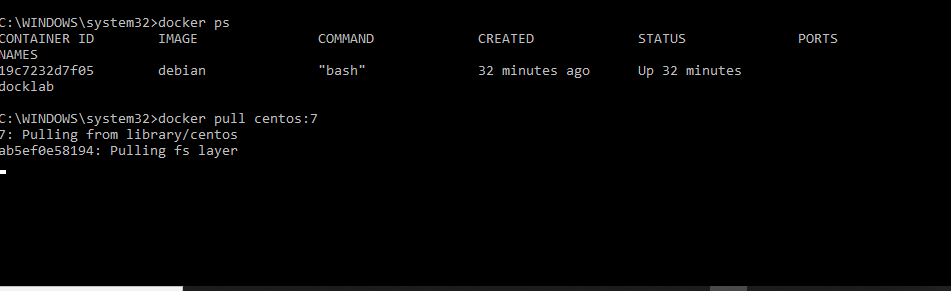 C:\WINDOWS\system32>docker ps
CONTAINER ID        IMAGE               COMMAND             CREATED             STATUS              PORTS
NAMES
19c7232d7f05        debian              "bash"              32 minutes ago      Up 32 minutes
docklab
C:\WINDOWS\system32>docker pull centos:7
7: Pulling from library/centos
ab5ef0e58194: Pulling fs layer